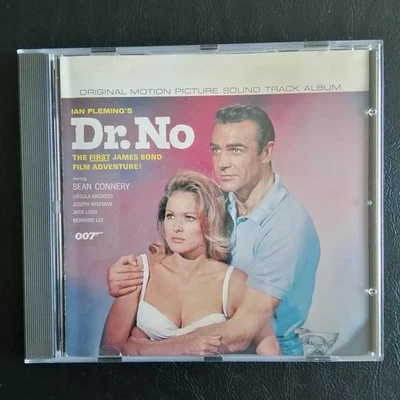 ORIGINAL MOTION PICTURE SOUND TRACK ALBUM
IAN FLEMING'S
Dr. No
THE FIRST JAMES BOND
FILM ADVENTURE!
starring
SEAN CONNERY
URSULA ANDRESS
JOSEPH WISEMAN
JACK LORD
BERNARD LEE
007